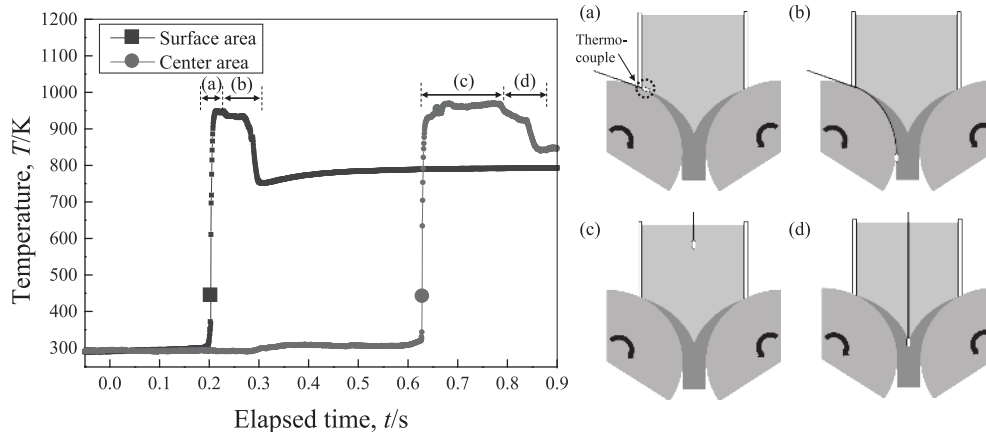 1200
1100
1000
900
800
700
600
500
400
300
Temperature, T/K
Surface area
Center area
(a) (b)
(c) (d)
0.0 0.1 0.2 0.3 0.4 0.5 0.6 0.7 0.8 0.9
Elapsed time, t/s
(a)
Thermo-
couple
(b)
(c)
(d)